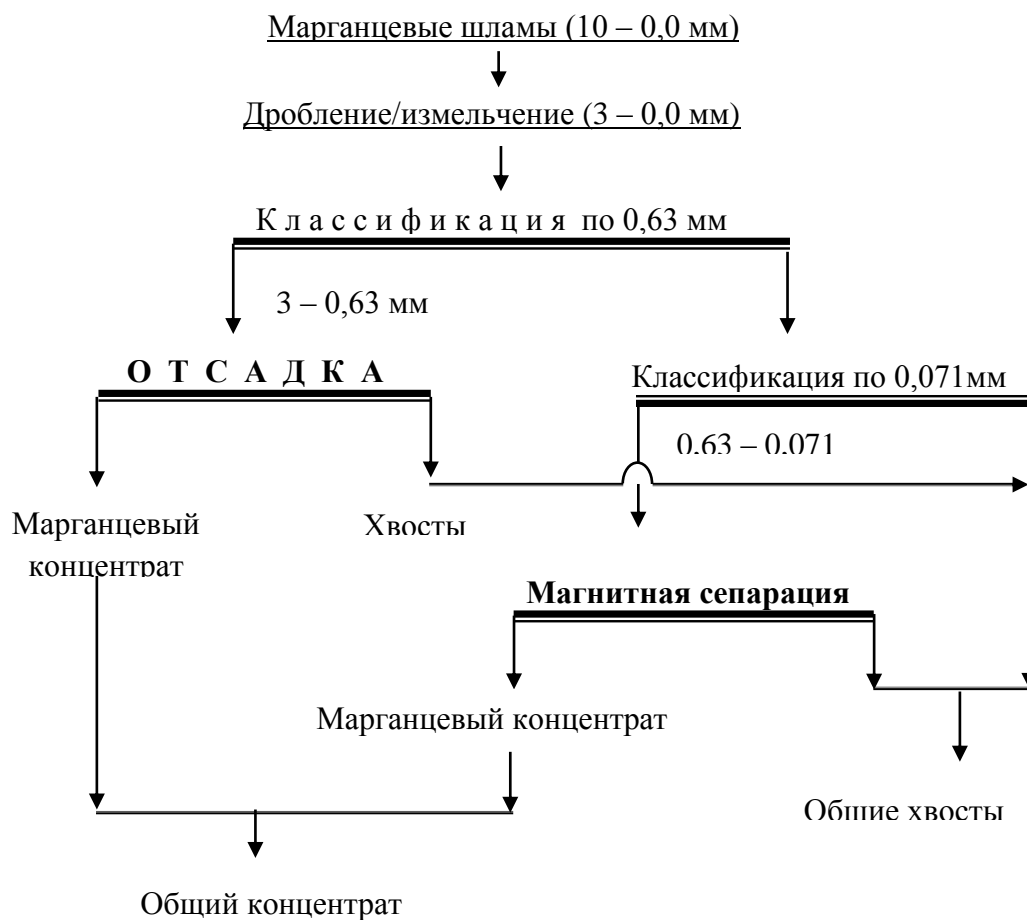 Марганцевые шламы (10 – 0,0 мм)
Дробление/измельчение (3 – 0,0 мм)
К л а с с и ф и к а ц и я по 0,63 мм
3 – 0,63 мм
О Т С А Д К А
Классификация по 0,071мм
0,63 – 0,071
Марганцевый
концентрат
Хвосты
Магнитная сепарация
Марганцевый концентрат
Общие хвосты
Общий концентрат